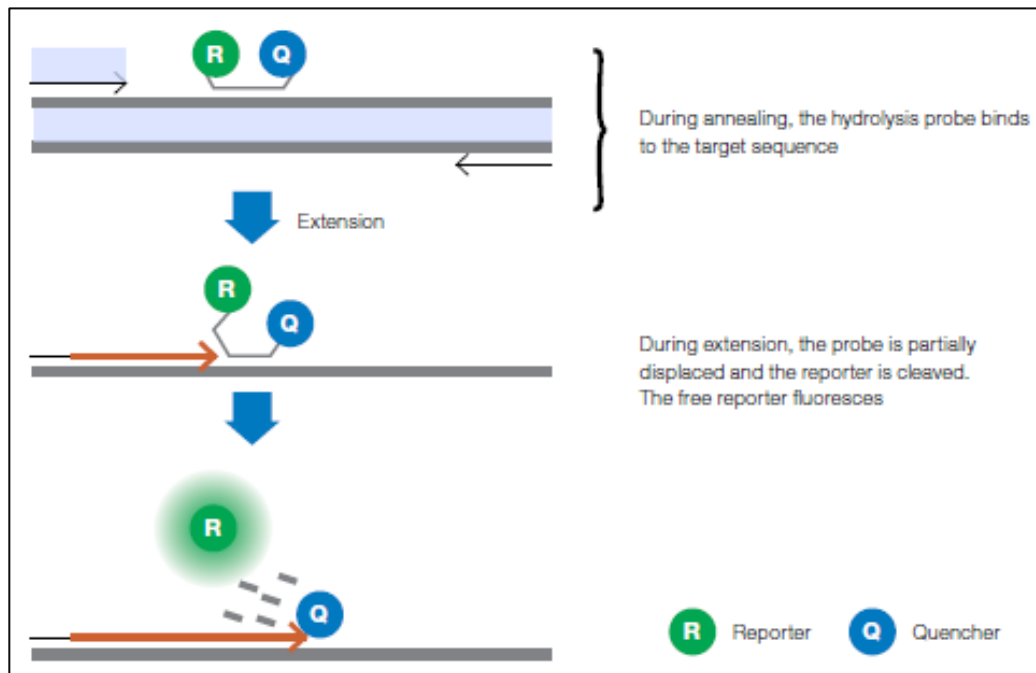 R Q
During annealing, the hydrolysis probe binds
to the target sequence
Extension
R
Q
During extension, the probe is partially
displaced and the reporter is cleaved.
The free reporter fluoresces
R
Q
R Reporter Q Quencher